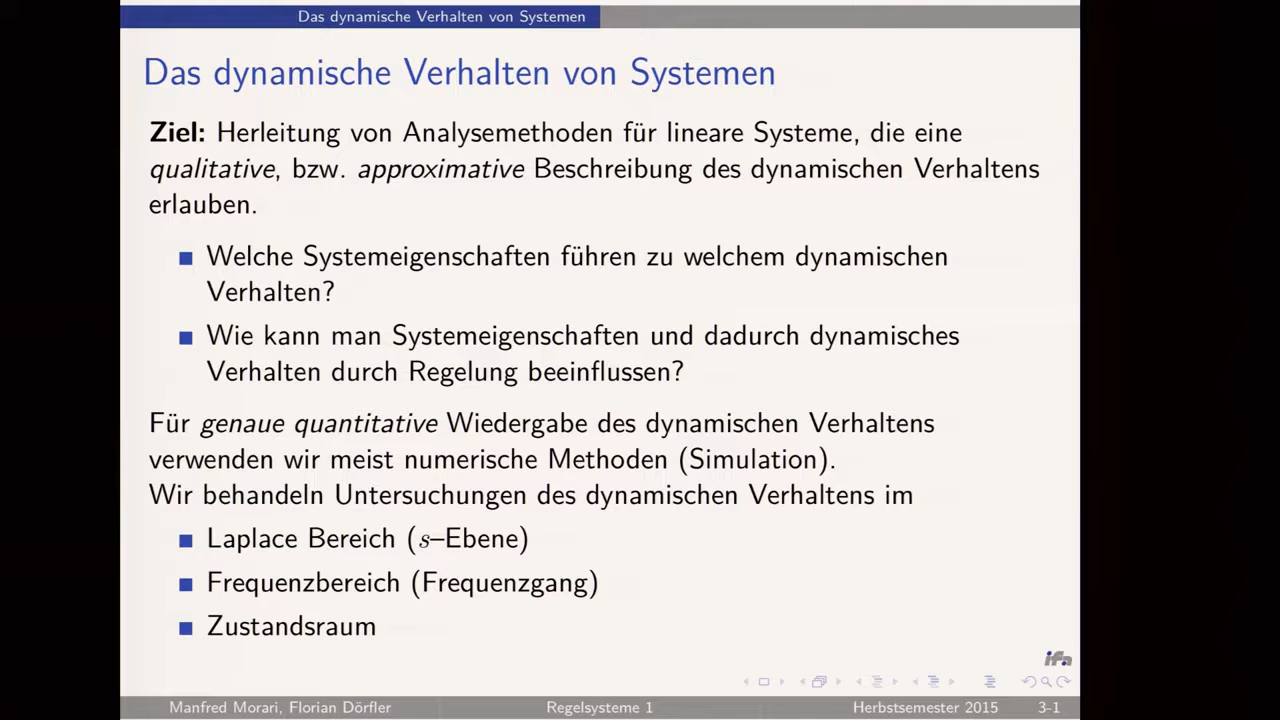 Das dynamische Verhalten von Systemen
Das dynamische Verhalten von Systemen
Ziel: Herleitung von Analysemethoden für lineare Systeme, die eine
qualitative, bzw. approximative Beschreibung des dynamischen Verhaltens
erlauben.
Welche Systemeigenschaften führen zu welchem dynamischen
Verhalten?
Wie kann man Systemeigenschaften und dadurch dynamisches
Verhalten durch Regelung beeinflussen?
Für genaue quantitative Wiedergabe des dynamischen Verhaltens
verwenden wir meist numerische Methoden (Simulation).
Wir behandeln Untersuchungen des dynamischen Verhaltens im
Laplace Bereich (s–Ebene)
Frequenzbereich (Frequenzgang)
Zustandsraum
ifa
Manfred Morari, Florian Dörfler Regelsysteme 1 Herbstsemester 2015 3-1